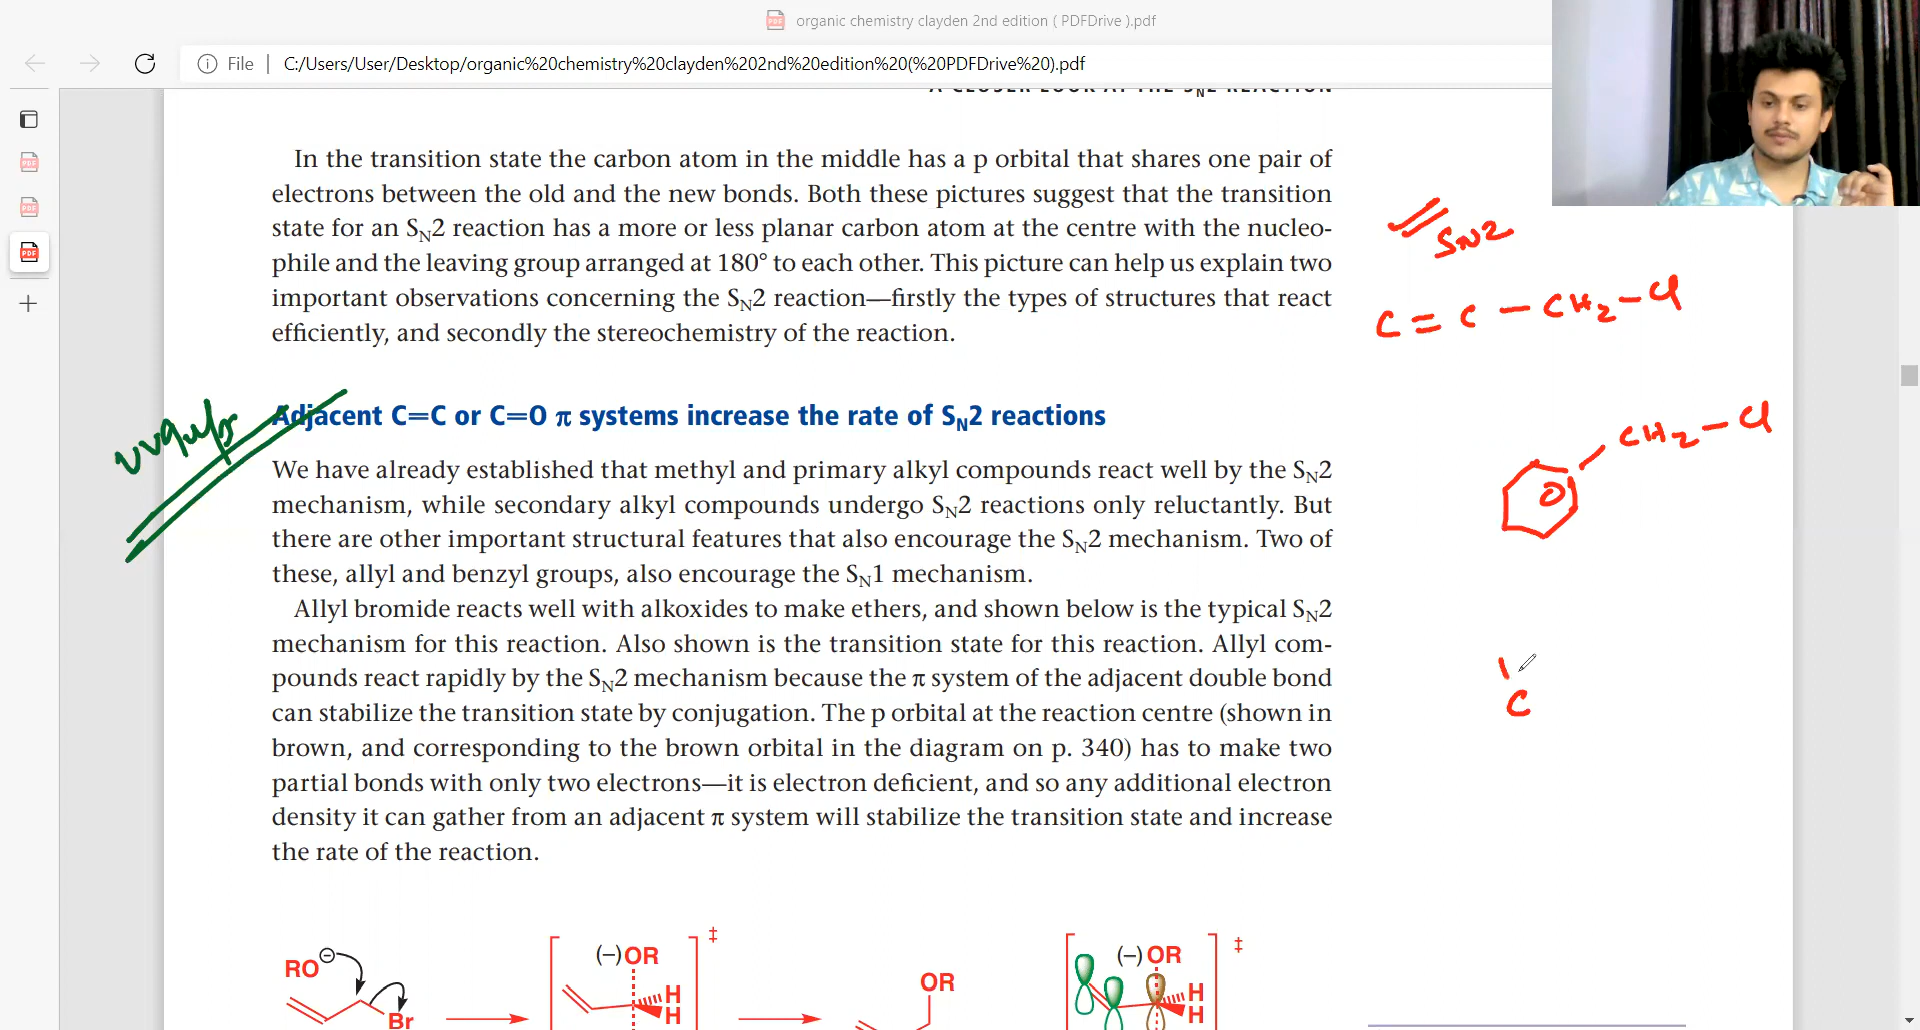 organic chemistry clayden 2nd edition ( PDFDrive ).pdf
File | C:/Users/User/Desktop/organic%20chemistry%20clayden%202nd%20edition%20(%20PDFDrive%20).pdf
A CLOSER LOOK AT THE SN2 REACTION
In the transition state the carbon atom in the middle has a p orbital that shares one pair of
electrons between the old and the new bonds. Both these pictures suggest that the transition
state for an SN2 reaction has a more or less planar carbon atom at the centre with the nucleo-
phile and the leaving group arranged at 180° to each other. This picture can help us explain two
important observations concerning the SN2 reaction—firstly the types of structures that react
efficiently, and secondly the stereochemistry of the reaction.
Adjacent C=C or C=O π systems increase the rate of SN2 reactions
We have already established that methyl and primary alkyl compounds react well by the SN2
mechanism, while secondary alkyl compounds undergo SN2 reactions only reluctantly. But
there are other important structural features that also encourage the SN2 mechanism. Two of
these, allyl and benzyl groups, also encourage the SN1 mechanism.
Allyl bromide reacts well with alkoxides to make ethers, and shown below is the typical SN2
mechanism for this reaction. Also shown is the transition state for this reaction. Allyl com-
pounds react rapidly by the SN2 mechanism because the π system of the adjacent double bond
can stabilize the transition state by conjugation. The p orbital at the reaction centre (shown in
brown, and corresponding to the brown orbital in the diagram on p. 340) has to make two
partial bonds with only two electrons—it is electron deficient, and so any additional electron
density it can gather from an adjacent π system will stabilize the transition state and increase
the rate of the reaction.
SN2
C = C - CH2 - Cl
CH2 - Cl
C
RO⊖
Br
(–)OR
H
H
‡
OR
(–)OR
H
H
‡